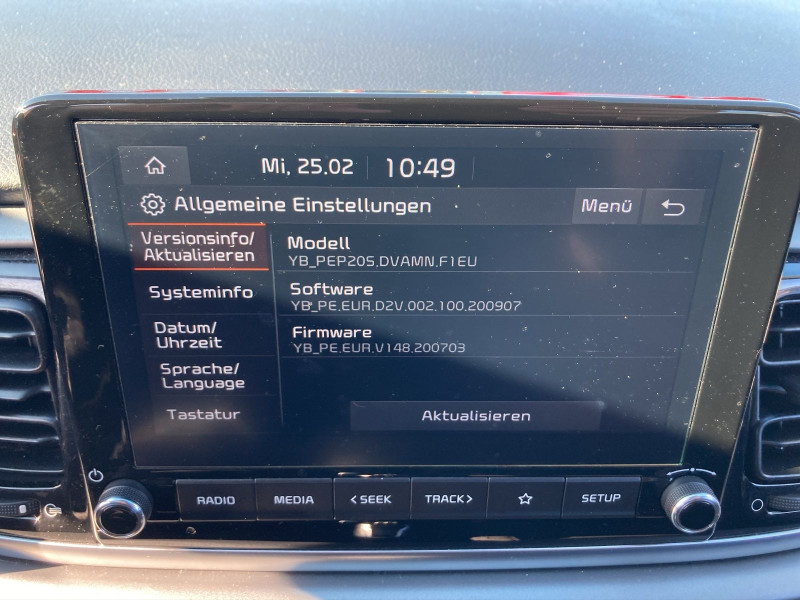 Mi, 25.02 10:49
Allgemeine Einstellungen Menü
Versionsinfo/
Aktualisieren
Systeminfo
Datum/
Uhrzeit
Sprache/
Language
Tastatur
Modell
YB_PEP20S.DVAMN.F1EU
Software
YB_PE.EUR.D2V.002.100.200907
Firmware
YB_PE.EUR.V148.200703
Aktualisieren
RADIO MEDIA <SEEK TRACK> SETUP